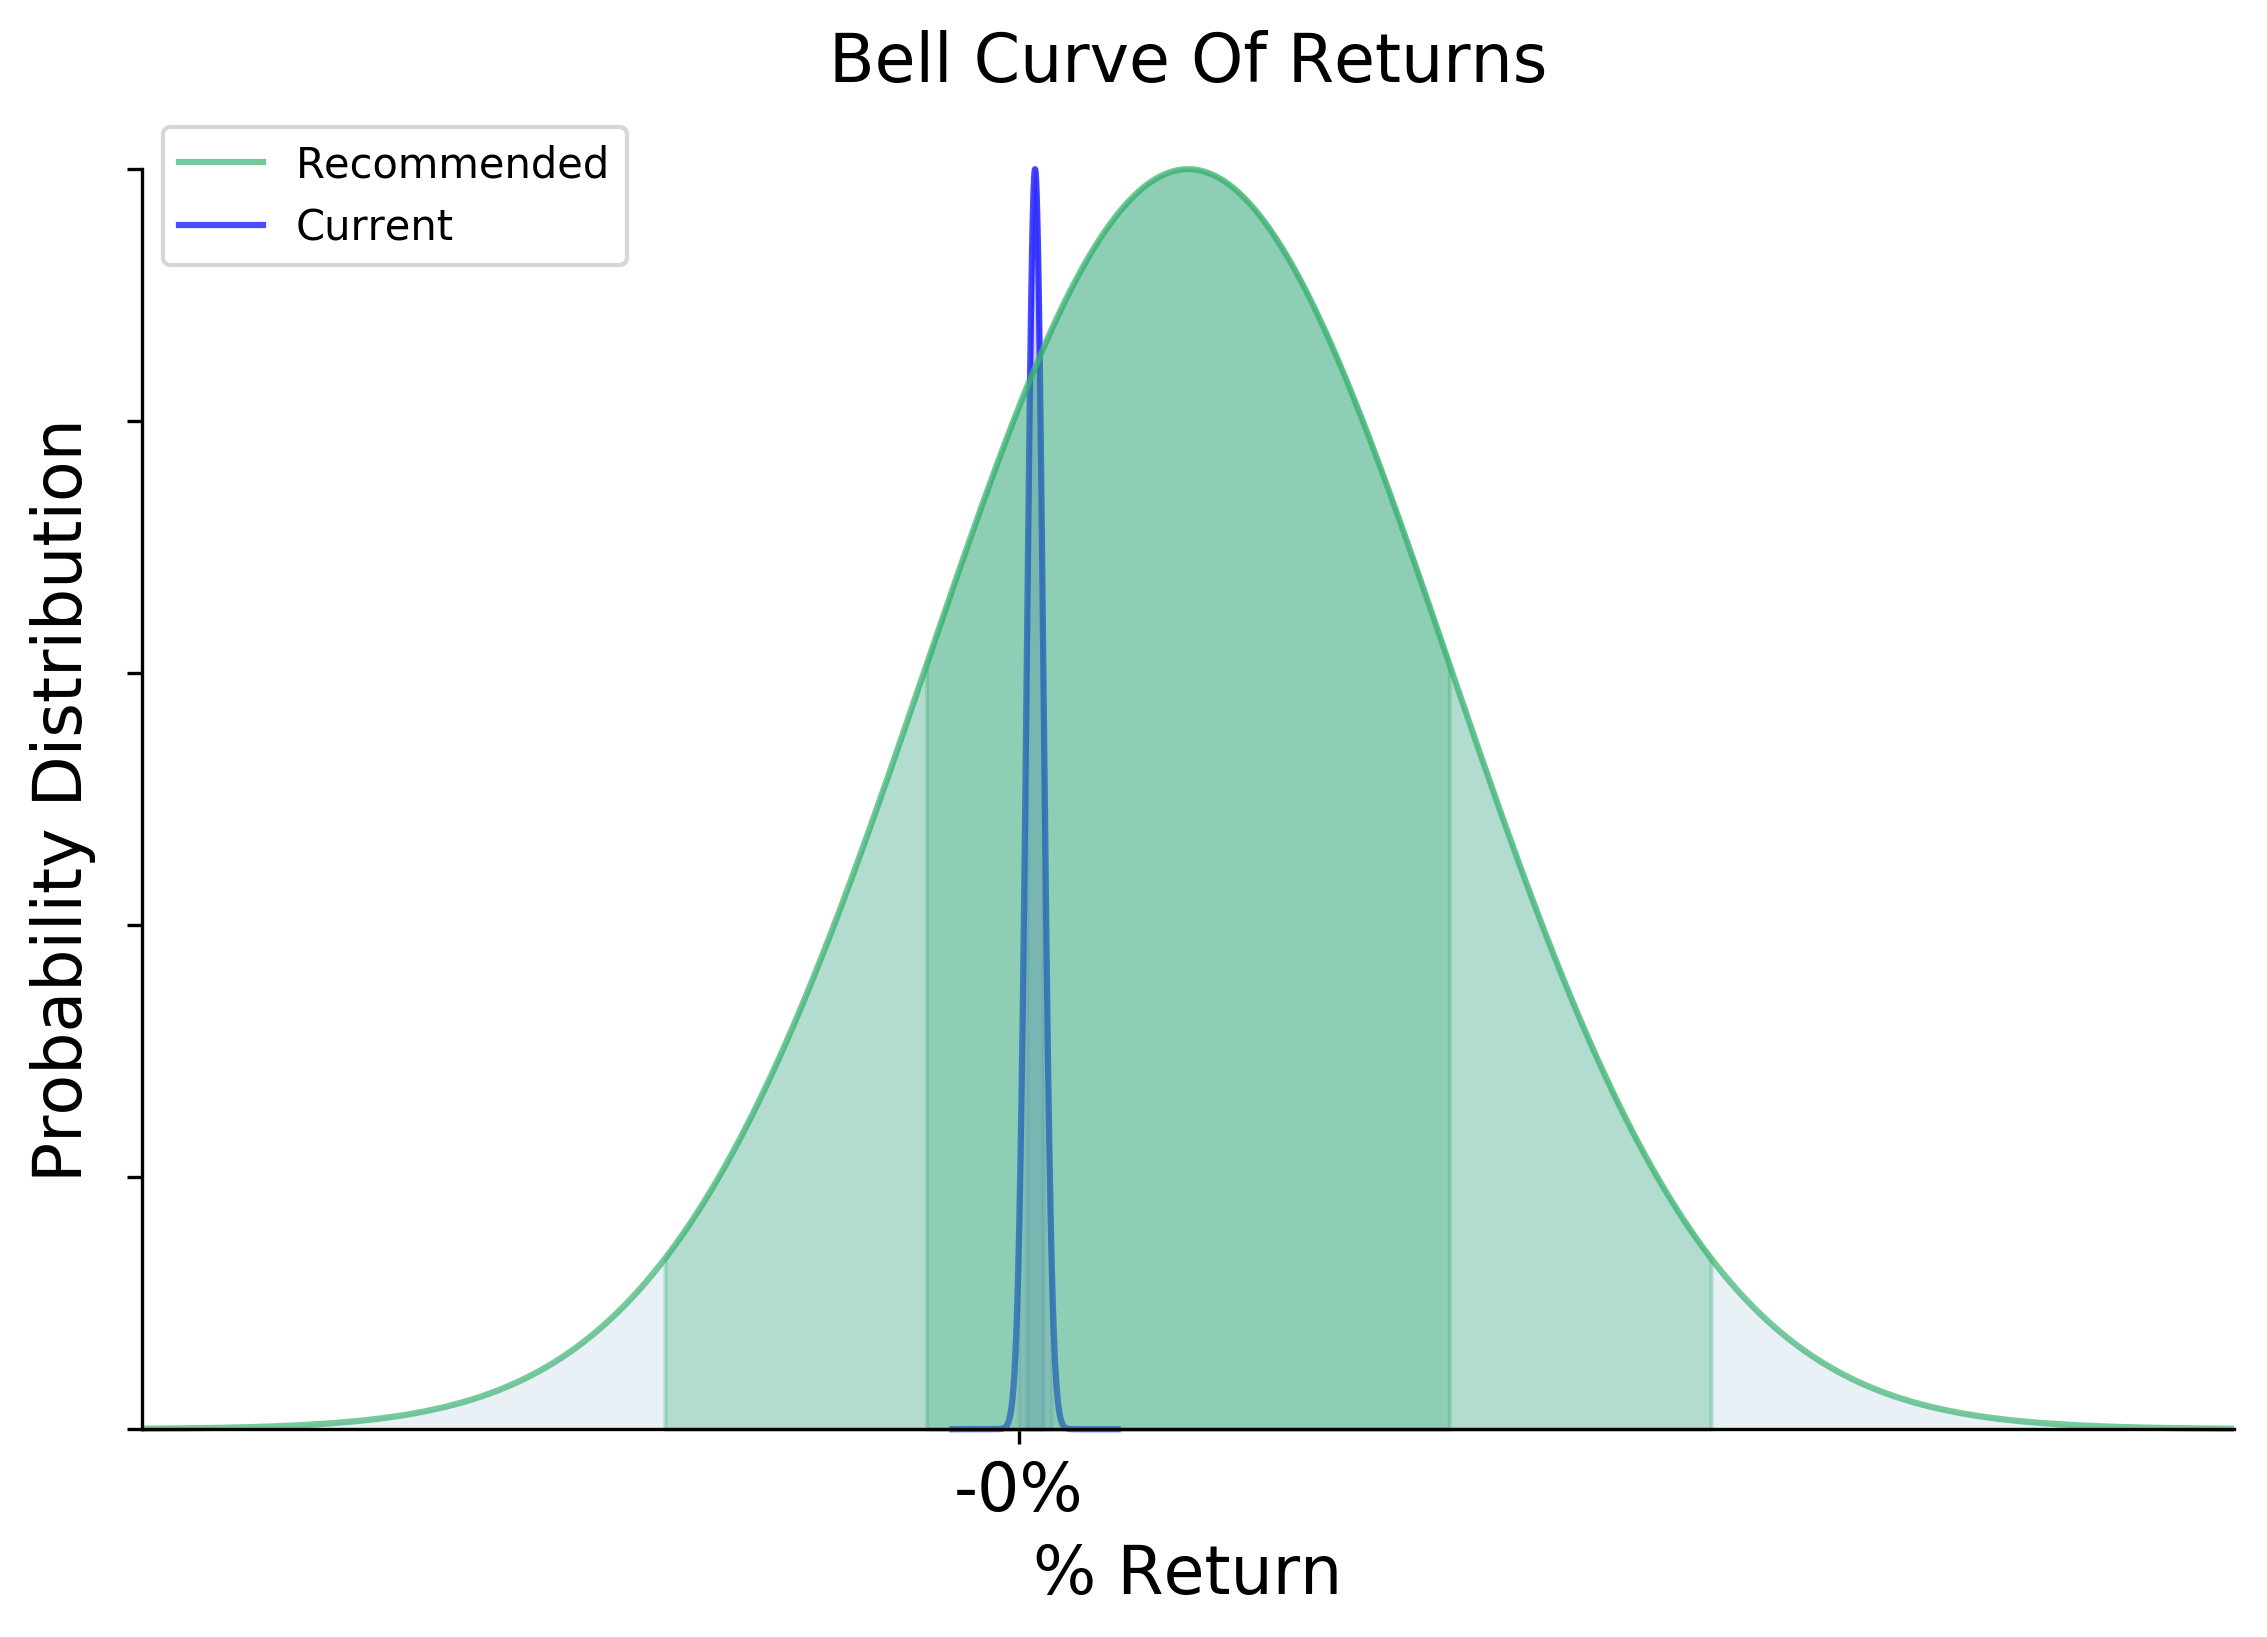 Bell Curve Of Returns
Recommended
Current
Probability Distribution
-0%
% Return